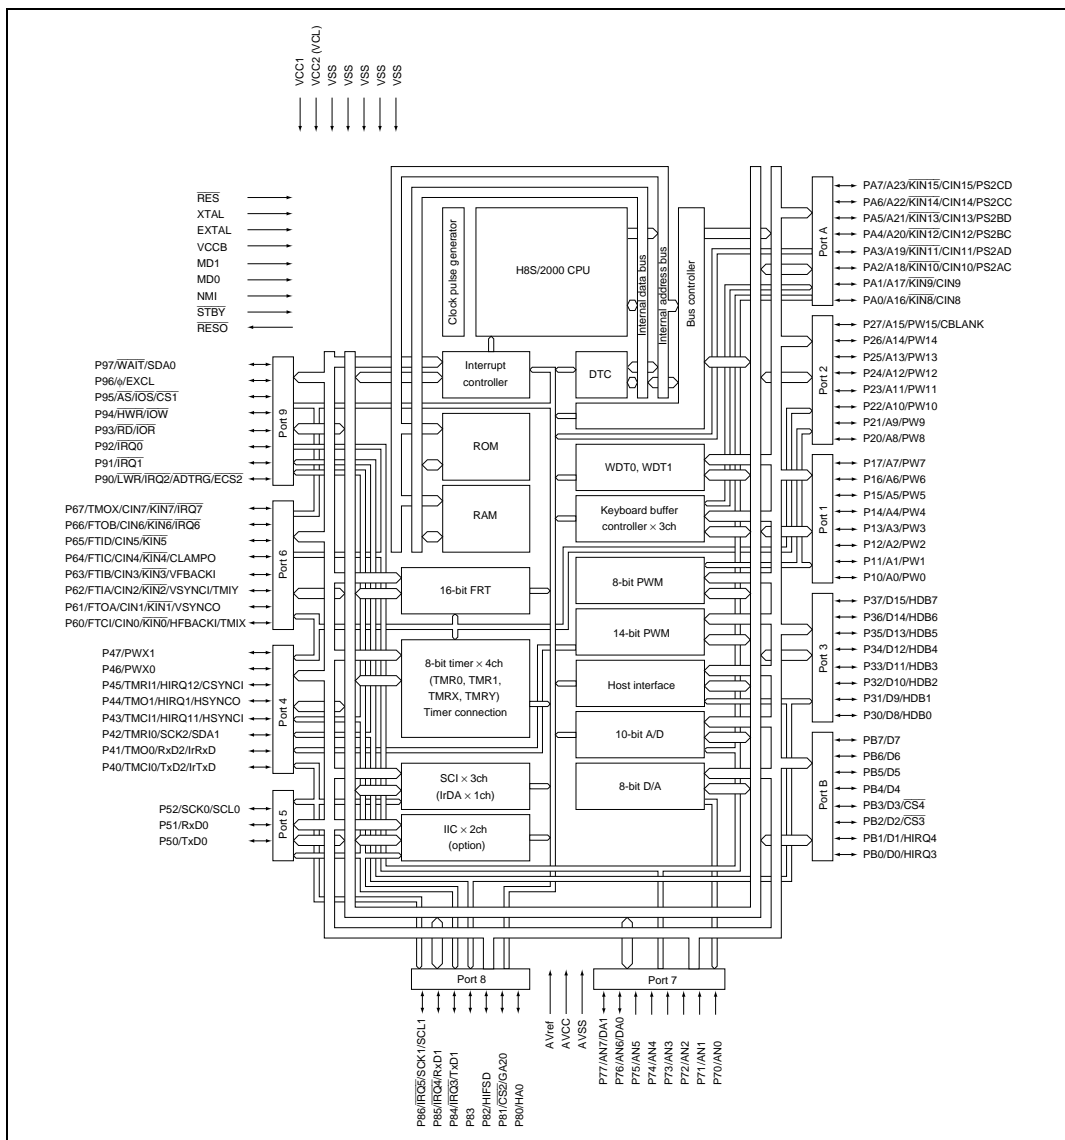 VCC1
VCC2 (VCL)
VSS
VSS
VSS
VSS
VSS
RES
XTAL
EXTAL
VCCB
MD1
MD0
NMI
STBY
RESO
Clock pulse generator
H8S/2000 CPU
Internal data bus
Internal address bus
Bus controller
Interrupt
controller
DTC
ROM
RAM
WDT0, WDT1
Keyboard buffer
controller × 3ch
16-bit FRT
8-bit PWM
14-bit PWM
8-bit timer × 4ch
(TMR0, TMR1,
TMRX, TMRY)
Timer connection
Host interface
10-bit A/D
8-bit D/A
SCI × 3ch
(IrDA × 1ch)
IIC × 2ch
(option)
Port 9
P97/WAIT/SDA0
P96/φ/EXCL
P95/AS/IOS/CS1
P94/HWR/IOW
P93/RD/IOR
P92/IRQ0
P91/IRQ1
P90/LWR/IRQ2/ADTRG/ECS2
Port 6
P67/TMOX/CIN7/KIN7/IRQ7
P66/FTOB/CIN6/KIN6/IRQ6
P65/FTID/CIN5/KIN5
P64/FTIC/CIN4/KIN4/CLAMPO
P63/FTIB/CIN3/KIN3/VFBACKI
P62/FTIA/CIN2/KIN2/VSYNCI/TMIY
P61/FTOA/CIN1/KIN1/VSYNCO
P60/FTCI/CIN0/KIN0/HFBACKI/TMIX
Port 4
P47/PWX1
P46/PWX0
P45/TMRI1/HIRQ12/CSYNCI
P44/TMO1/HIRQ1/HSYNCO
P43/TMCI1/HIRQ11/HSYNCI
P42/TMRI0/SCK2/SDA1
P41/TMO0/RxD2/IrRxD
P40/TMCI0/TxD2/IrTxD
Port 5
P52/SCK0/SCL0
P51/RxD0
P50/TxD0
Port A
PA7/A23/KIN15/CIN15/PS2CD
PA6/A22/KIN14/CIN14/PS2CC
PA5/A21/KIN13/CIN13/PS2BD
PA4/A20/KIN12/CIN12/PS2BC
PA3/A19/KIN11/CIN11/PS2AD
PA2/A18/KIN10/CIN10/PS2AC
PA1/A17/KIN9/CIN9
PA0/A16/KIN8/CIN8
Port 2
P27/A15/PW15/CBLANK
P26/A14/PW14
P25/A13/PW13
P24/A12/PW12
P23/A11/PW11
P22/A10/PW10
P21/A9/PW9
P20/A8/PW8
Port 1
P17/A7/PW7
P16/A6/PW6
P15/A5/PW5
P14/A4/PW4
P13/A3/PW3
P12/A2/PW2
P11/A1/PW1
P10/A0/PW0
Port 3
P37/D15/HDB7
P36/D14/HDB6
P35/D13/HDB5
P34/D12/HDB4
P33/D11/HDB3
P32/D10/HDB2
P31/D9/HDB1
P30/D8/HDB0
Port B
PB7/D7
PB6/D6
PB5/D5
PB4/D4
PB3/D3/CS4
PB2/D2/CS3
PB1/D1/HIRQ4
PB0/D0/HIRQ3
Port 8
P86/IRQ5/SCK1/SCL1
P85/IRQ4/RxD1
P84/IRQ3/TxD1
P83
P82/HIFSD
P81/CS2/GA20
P80/HA0
AVref
AVCC
AVSS
Port 7
P77/AN7/DA1
P76/AN6/DA0
P75/AN5
P74/AN4
P73/AN3
P72/AN2
P71/AN1
P70/AN0